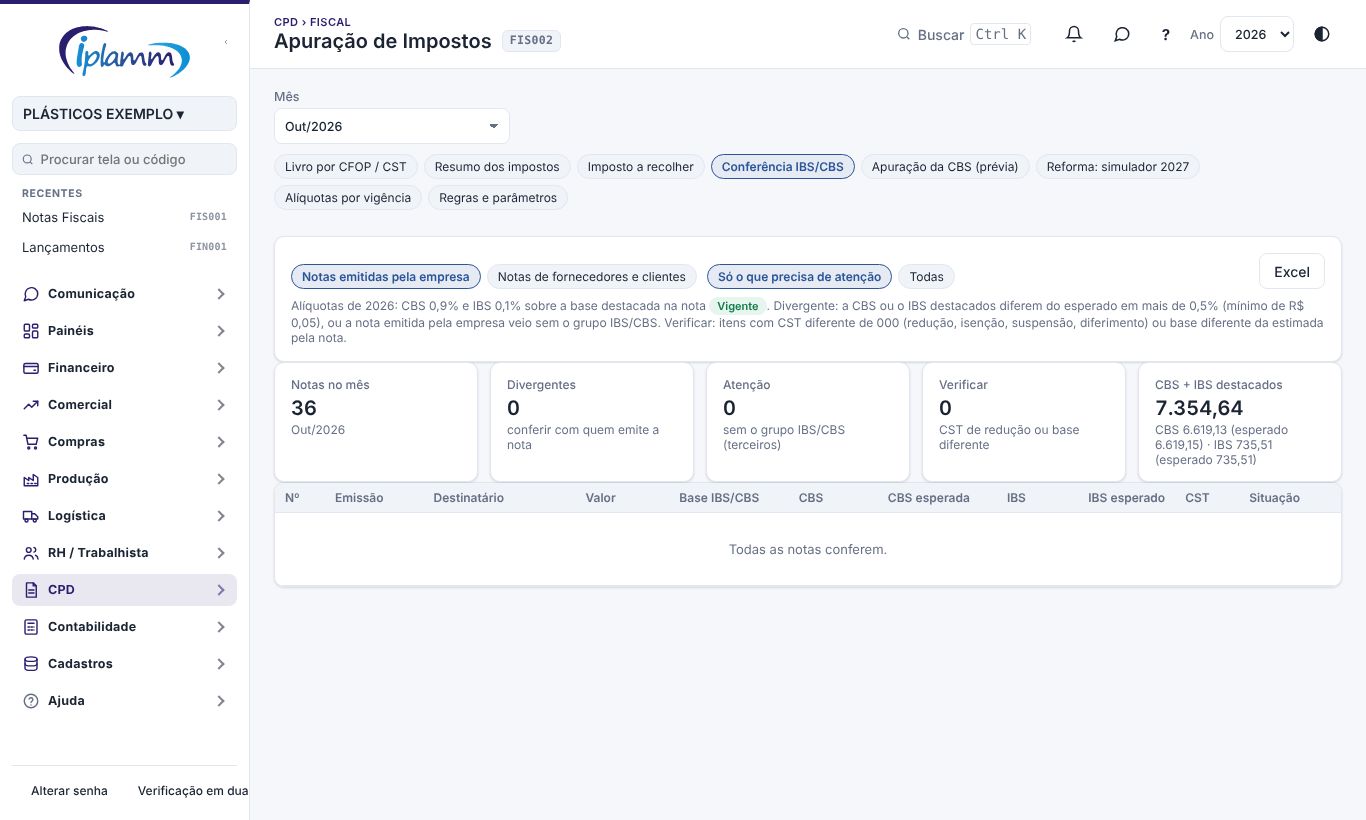 iplamm
‹
PLÁSTICOS EXEMPLO ▾
Procurar tela ou código
RECENTES
Notas Fiscais FIS001
Lançamentos FIN001
Comunicação
Painéis
Financeiro
Comercial
Compras
Produção
Logística
RH / Trabalhista
CPD
Contabilidade
Cadastros
Ajuda
Alterar senha Verificação em dua
CPD › FISCAL
Apuração de Impostos FIS002
Buscar Ctrl K ? Ano 2026
Mês
Out/2026
Livro por CFOP / CST Resumo dos impostos Imposto a recolher Conferência IBS/CBS Apuração da CBS (prévia) Reforma: simulador 2027
Alíquotas por vigência Regras e parâmetros
Notas emitidas pela empresa Notas de fornecedores e clientes Só o que precisa de atenção Todas Excel
Alíquotas de 2026: CBS 0,9% e IBS 0,1% sobre a base destacada na nota Vigente . Divergente: a CBS ou o IBS destacados diferem do esperado em mais de 0,5% (mínimo de R$
0,05), ou a nota emitida pela empresa veio sem o grupo IBS/CBS. Verificar: itens com CST diferente de 000 (redução, isenção, suspensão, diferimento) ou base diferente da estimada
pela nota.
Notas no mês
36
Out/2026
Divergentes
0
conferir com quem emite a
nota
Atenção
0
sem o grupo IBS/CBS
(terceiros)
Verificar
0
CST de redução ou base
diferente
CBS + IBS destacados
7.354,64
CBS 6.619,13 (esperado
6.619,15) · IBS 735,51
(esperado 735,51)
Nº Emissão Destinatário Valor Base IBS/CBS CBS CBS esperada IBS IBS esperado CST Situação
Todas as notas conferem.